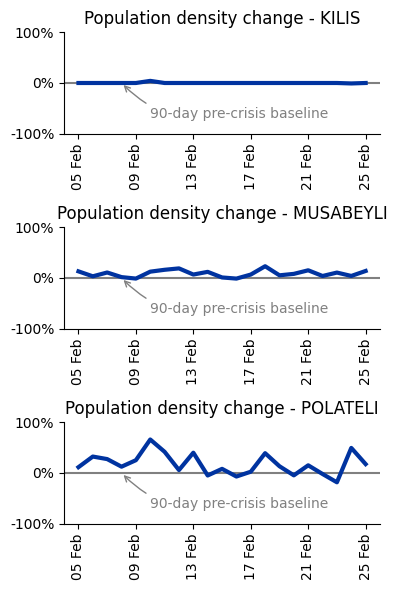 Population density change - KILIS
100%
0%
-100%
90-day pre-crisis baseline
05 Feb
09 Feb
13 Feb
17 Feb
21 Feb
25 Feb
Population density change - MUSABEYLI
100%
0%
-100%
90-day pre-crisis baseline
05 Feb
09 Feb
13 Feb
17 Feb
21 Feb
25 Feb
Population density change - POLATELI
100%
0%
-100%
90-day pre-crisis baseline
05 Feb
09 Feb
13 Feb
17 Feb
21 Feb
25 Feb